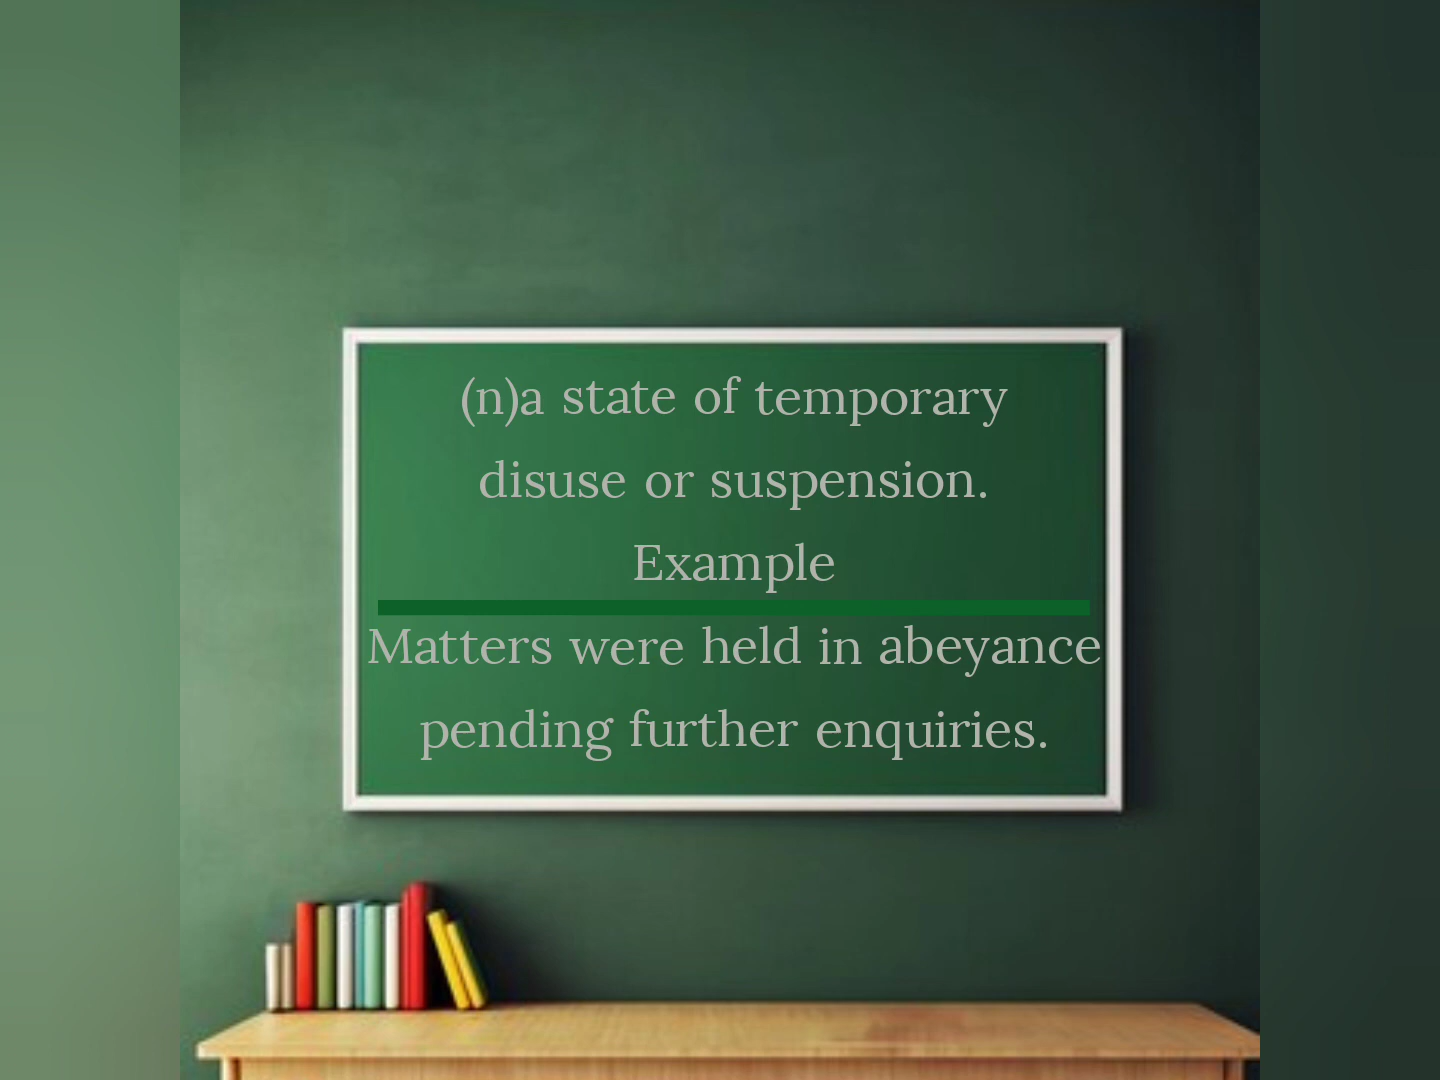 (n)a state of temporary
disuse or suspension.
Example
Matters were held in abeyance
pending further enquiries.